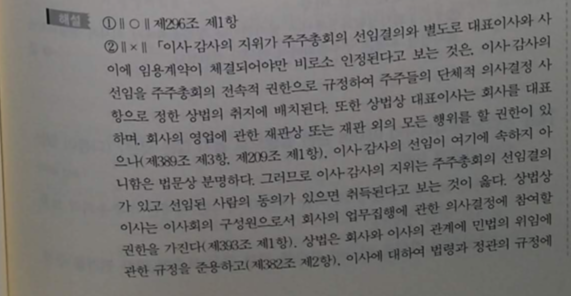 해설 ① ∥○∥ 제296조 제1항
② ∥×∥ 「이사·감사의 지위가 주주총회의 선임결의와 별도로 대표이사와 사
이에 임용계약이 체결되어야만 비로소 인정된다고 보는 것은, 이사·감사의
선임을 주주총회의 전속적 권한으로 규정하여 주주들의 단체적 의사결정 사
항으로 정한 상법의 취지에 배치된다. 또한 상법상 대표이사는 회사를 대표
하며, 회사의 영업에 관한 재판상 또는 재판 외의 모든 행위를 할 권한이 있
으나(제389조 제3항, 제209조 제1항), 이사·감사의 선임이 여기에 속하지 아
니함은 법문상 분명하다. 그러므로 이사·감사의 지위는 주주총회의 선임결의
가 있고 선임된 사람의 동의가 있으면 취득된다고 보는 것이 옳다. 상법상
이사는 이사회의 구성원으로서 회사의 업무집행에 관한 의사결정에 참여할
권한을 가진다(제393조 제1항). 상법은 회사와 이사의 관계에 민법의 위임에
관한 규정을 준용하고(제382조 제2항), 이사에 대하여 법령과 정관의 규정에